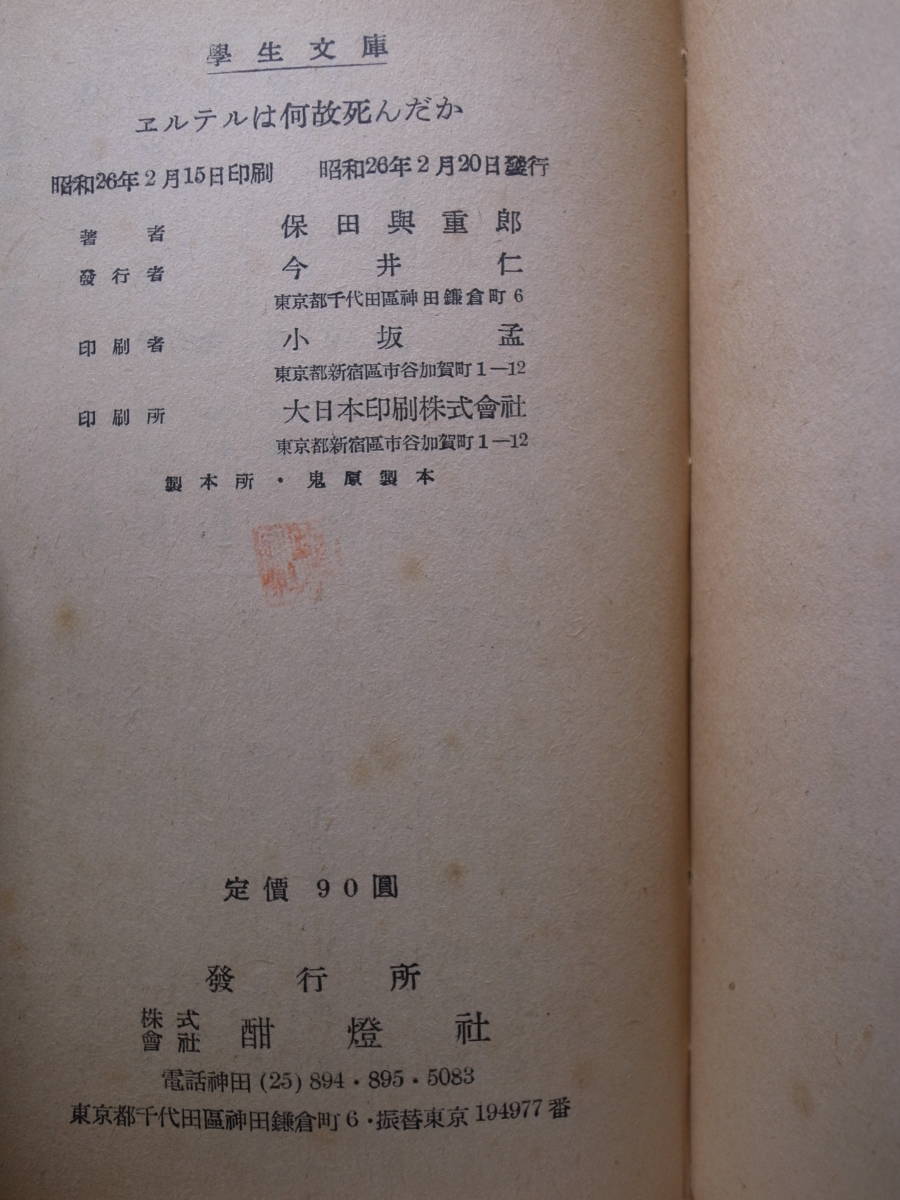 學生文庫
ヱルテルは何故死んだか
昭和26年2月15日印刷　昭和26年2月20日發行
著者　保田與重郎
發行者　今井仁
東京都千代田區神田鎌倉町6
印刷者　小坂孟
東京都新宿區市谷加賀町1―12
印刷所　大日本印刷株式會社
東京都新宿區市谷加賀町1―12
製本所・鬼原製本
定價 90圓
發行所
株式會社 酣燈社
電話神田(25)894・895・5083
東京都千代田區神田鎌倉町6・振替東京194977番